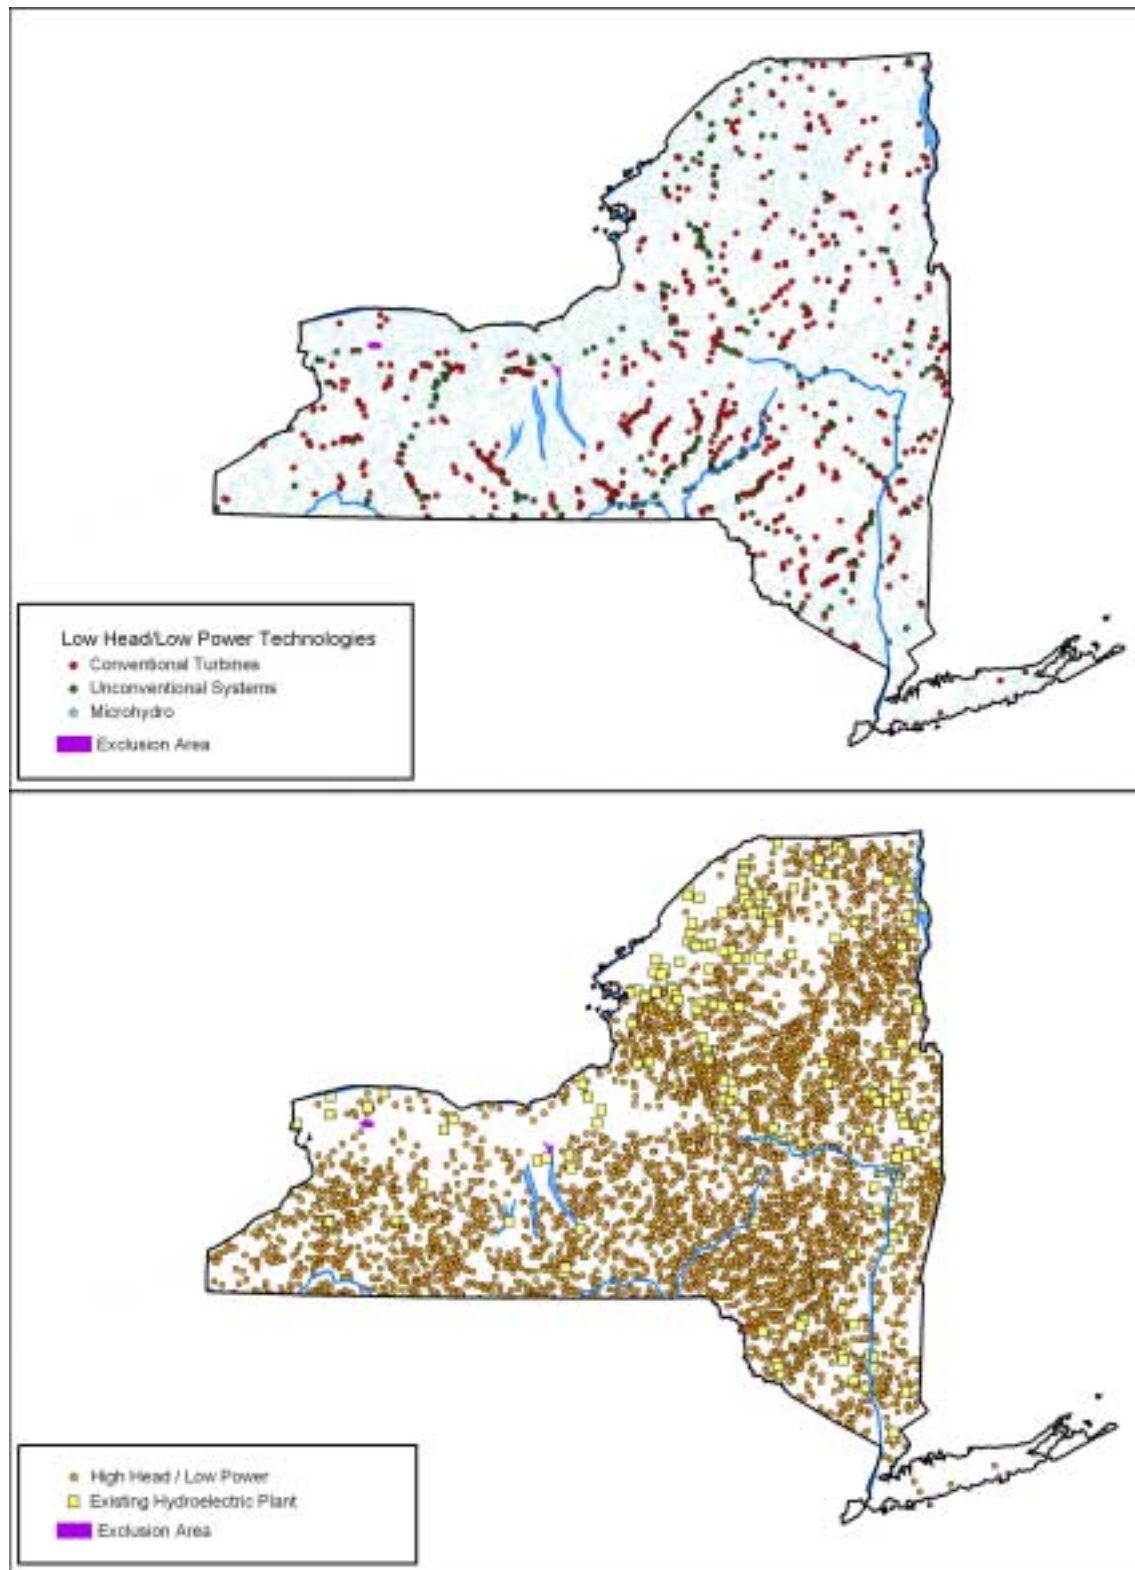 Low Head/Low Power Technologies
Conventional Turbines
Unconventional Systems
Microhydro
Exclusion Area
High Head / Low Power
Existing Hydroelectric Plant
Exclusion Area